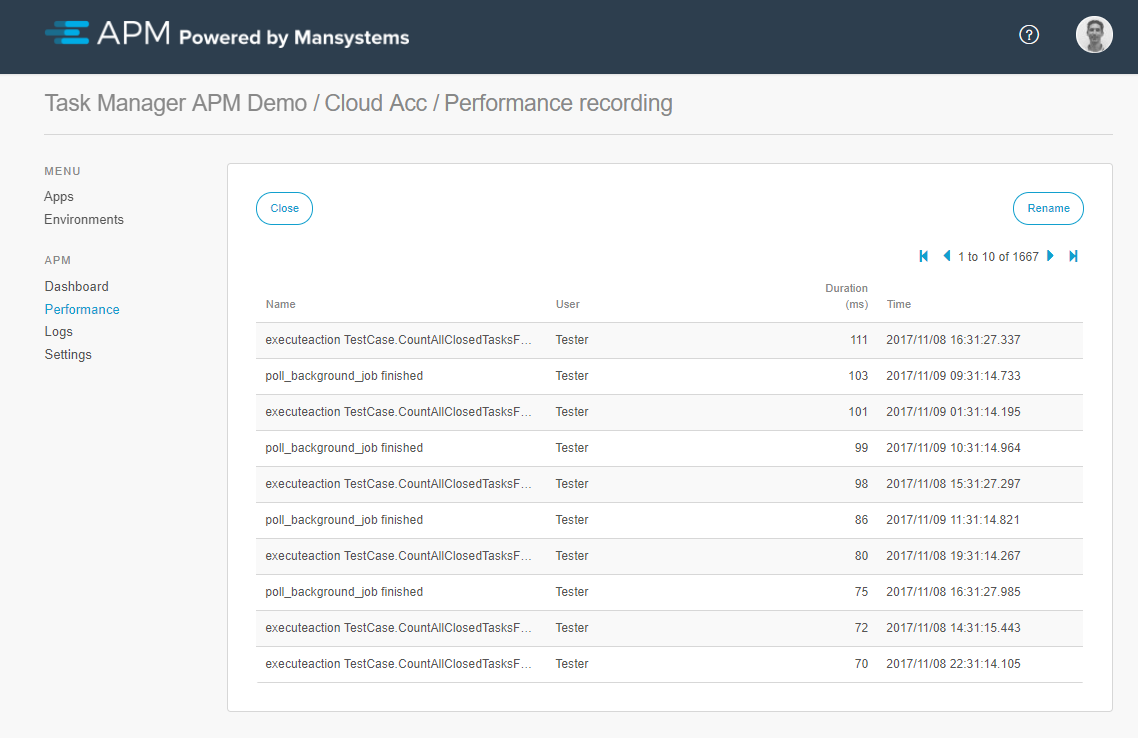 APM Powered by Mansystems
?
Task Manager APM Demo / Cloud Acc / Performance recording
MENU
Apps
Environments
APM
Dashboard
Performance
Logs
Settings
Close
Rename
1 to 10 of 1667
Name User Duration (ms) Time
executeaction TestCase.CountAllClosedTasksF... Tester 111 2017/11/08 16:31:27.337
poll_background_job finished Tester 103 2017/11/09 09:31:14.733
executeaction TestCase.CountAllClosedTasksF... Tester 101 2017/11/09 01:31:14.195
poll_background_job finished Tester 99 2017/11/09 10:31:14.964
executeaction TestCase.CountAllClosedTasksF... Tester 98 2017/11/08 15:31:27.297
poll_background_job finished Tester 86 2017/11/09 11:31:14.821
executeaction TestCase.CountAllClosedTasksF... Tester 80 2017/11/08 19:31:14.267
poll_background_job finished Tester 75 2017/11/08 16:31:27.985
executeaction TestCase.CountAllClosedTasksF... Tester 72 2017/11/08 14:31:15.443
executeaction TestCase.CountAllClosedTasksF... Tester 70 2017/11/08 22:31:14.105